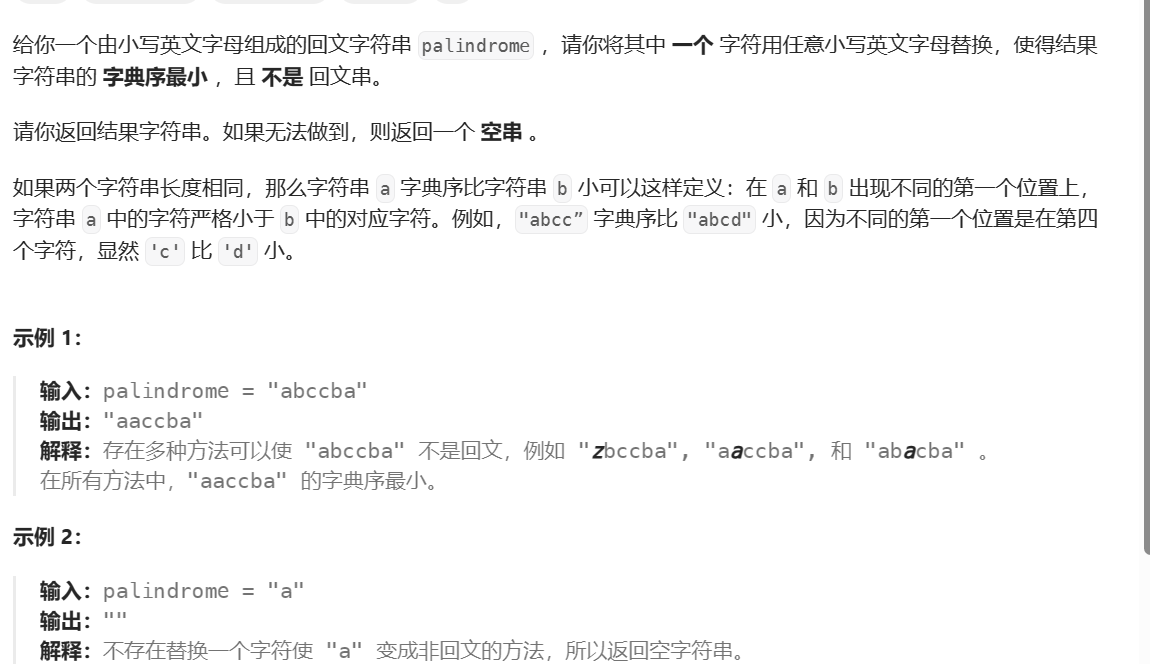 给你一个由小写英文字母组成的回文字符串 palindrome ，请你将其中 一个 字符用任意小写英文字母替换，使得结果
字符串的 字典序最小 ，且 不是 回文串。
请你返回结果字符串。如果无法做到，则返回一个 空串 。
如果两个字符串长度相同，那么字符串 a 字典序比字符串 b 小可以这样定义：在 a 和 b 出现不同的第一个位置上，
字符串 a 中的字符严格小于 b 中的对应字符。例如，"abcc” 字典序比 "abcd" 小，因为不同的第一个位置是在第四
个字符，显然 'c' 比 'd' 小。
示例 1：
输入：palindrome = "abccba"
输出："aaccba"
解释：存在多种方法可以使 "abccba" 不是回文，例如 "zbccba", "aaccba", 和 "abacba" 。
在所有方法中，"aaccba" 的字典序最小。
示例 2：
输入：palindrome = "a"
输出：""
解释：不存在替换一个字符使 "a" 变成非回文的方法，所以返回空字符串。